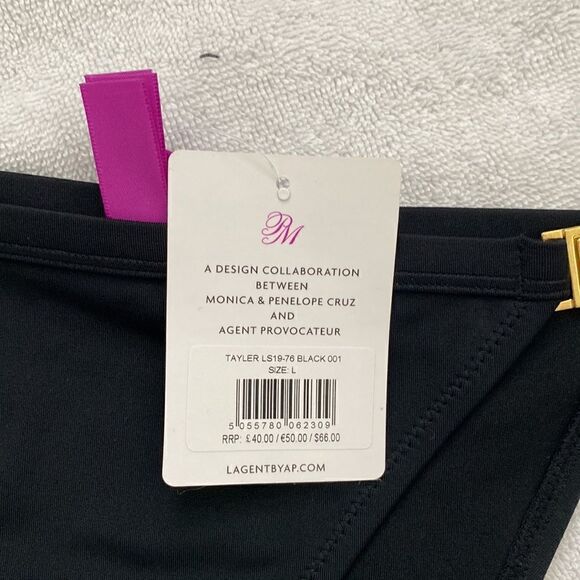 PM
A DESIGN COLLABORATION
BETWEEN
MONICA & PENELOPE CRUZ
AND
AGENT PROVOCATEUR
TAYLER LS19-76 BLACK 001
SIZE: L
5 055780 062309
RRP: £40.00 / €50.00 / $66.00
LAGENTBYAP.COM